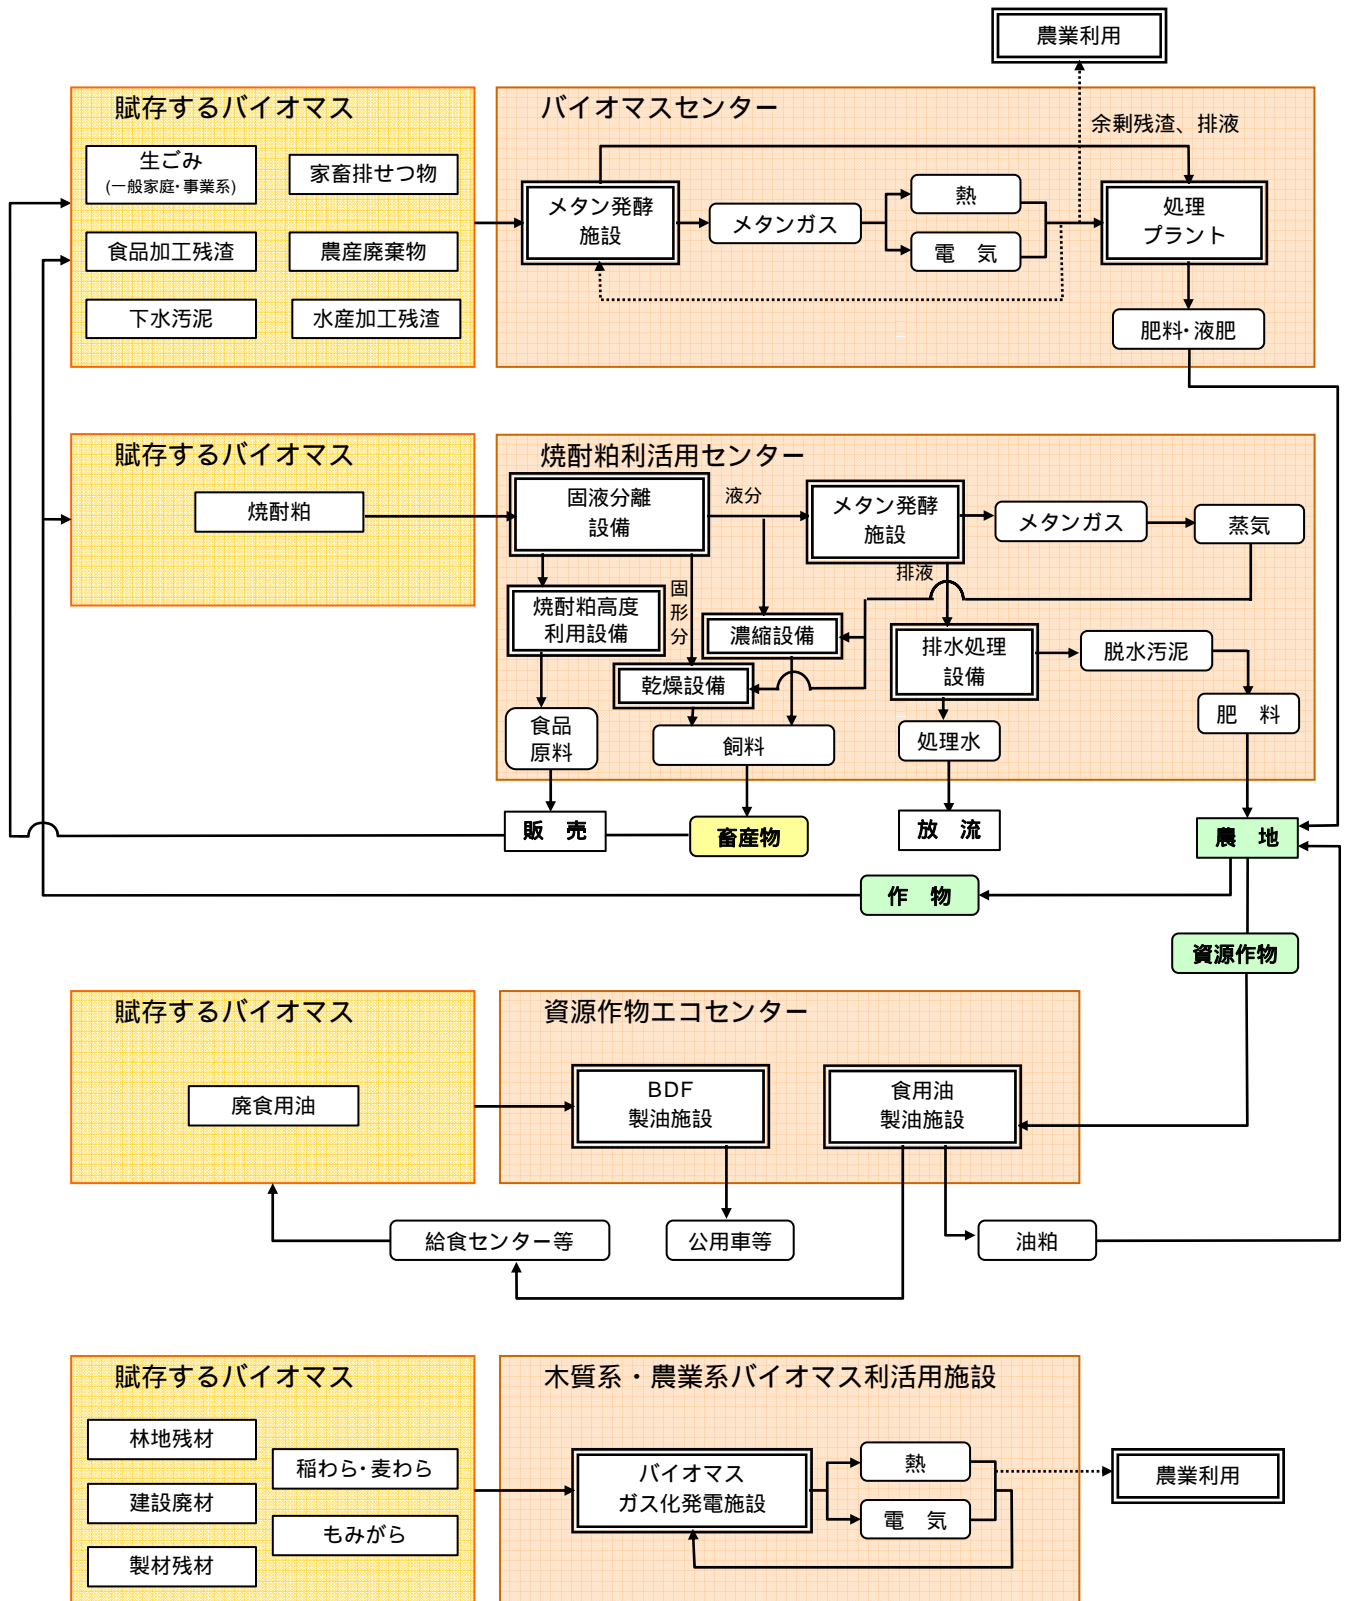 農業利用
賦存するバイオマス
生ごみ
(一般家庭・事業系)
家畜排せつ物
食品加工残渣
農産廃棄物
下水汚泥
水産加工残渣
バイオマスセンター
余剰残渣、排液
メタン発酵
施設
メタンガス
熱
電　気
処理
プラント
肥料・液肥
賦存するバイオマス
焼酎粕
焼酎粕利活用センター
固液分離
設備
液分
メタン発酵
施設
メタンガス
蒸気
排液
固
形
分
焼酎粕高度
利用設備
濃縮設備
排水処理
設備
脱水汚泥
乾燥設備
肥　料
食品
原料
飼料
処理水
販　売
畜産物
放　流
農　地
作　物
資源作物
賦存するバイオマス
廃食用油
資源作物エコセンター
BDF
製油施設
食用油
製油施設
給食センター等
公用車等
油粕
賦存するバイオマス
林地残材
稲わら・麦わら
建設廃材
もみがら
製材残材
木質系・農業系バイオマス利活用施設
バイオマス
ガス化発電施設
熱
電　気
農業利用